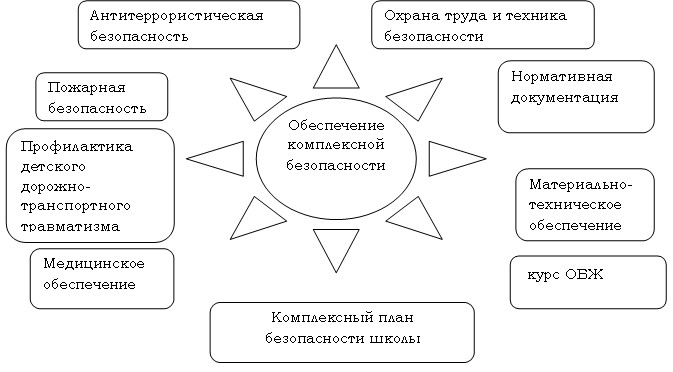 Антитеррористическая
безопасность
Охрана труда и техника
безопасности
Пожарная
безопасность
Нормативная
документация
Обеспечение
комплексной
безопасности
Профилактика
детского
дорожно-
транспортного
травматизма
Материально-
техническое
обеспечение
Медицинское
обеспечение
курс ОБЖ
Комплексный план
безопасности школы